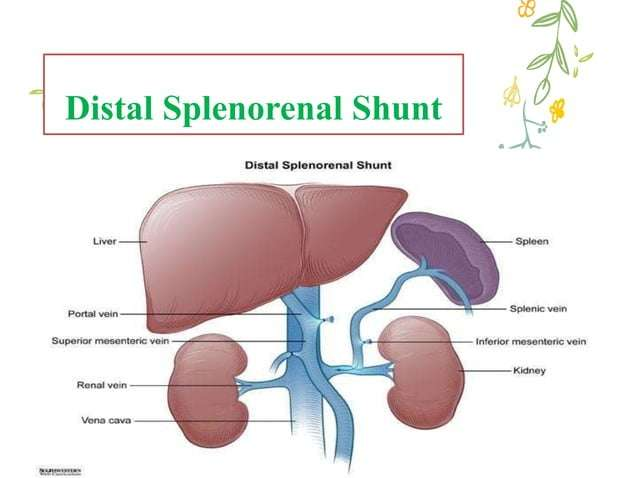 Distal Splenorenal Shunt
Distal Splenorenal Shunt
Liver
Spleen
Portal vein
Splenic vein
Superior mesenteric vein
Inferior mesenteric vein
Kidney
Renal vein
Vena cava